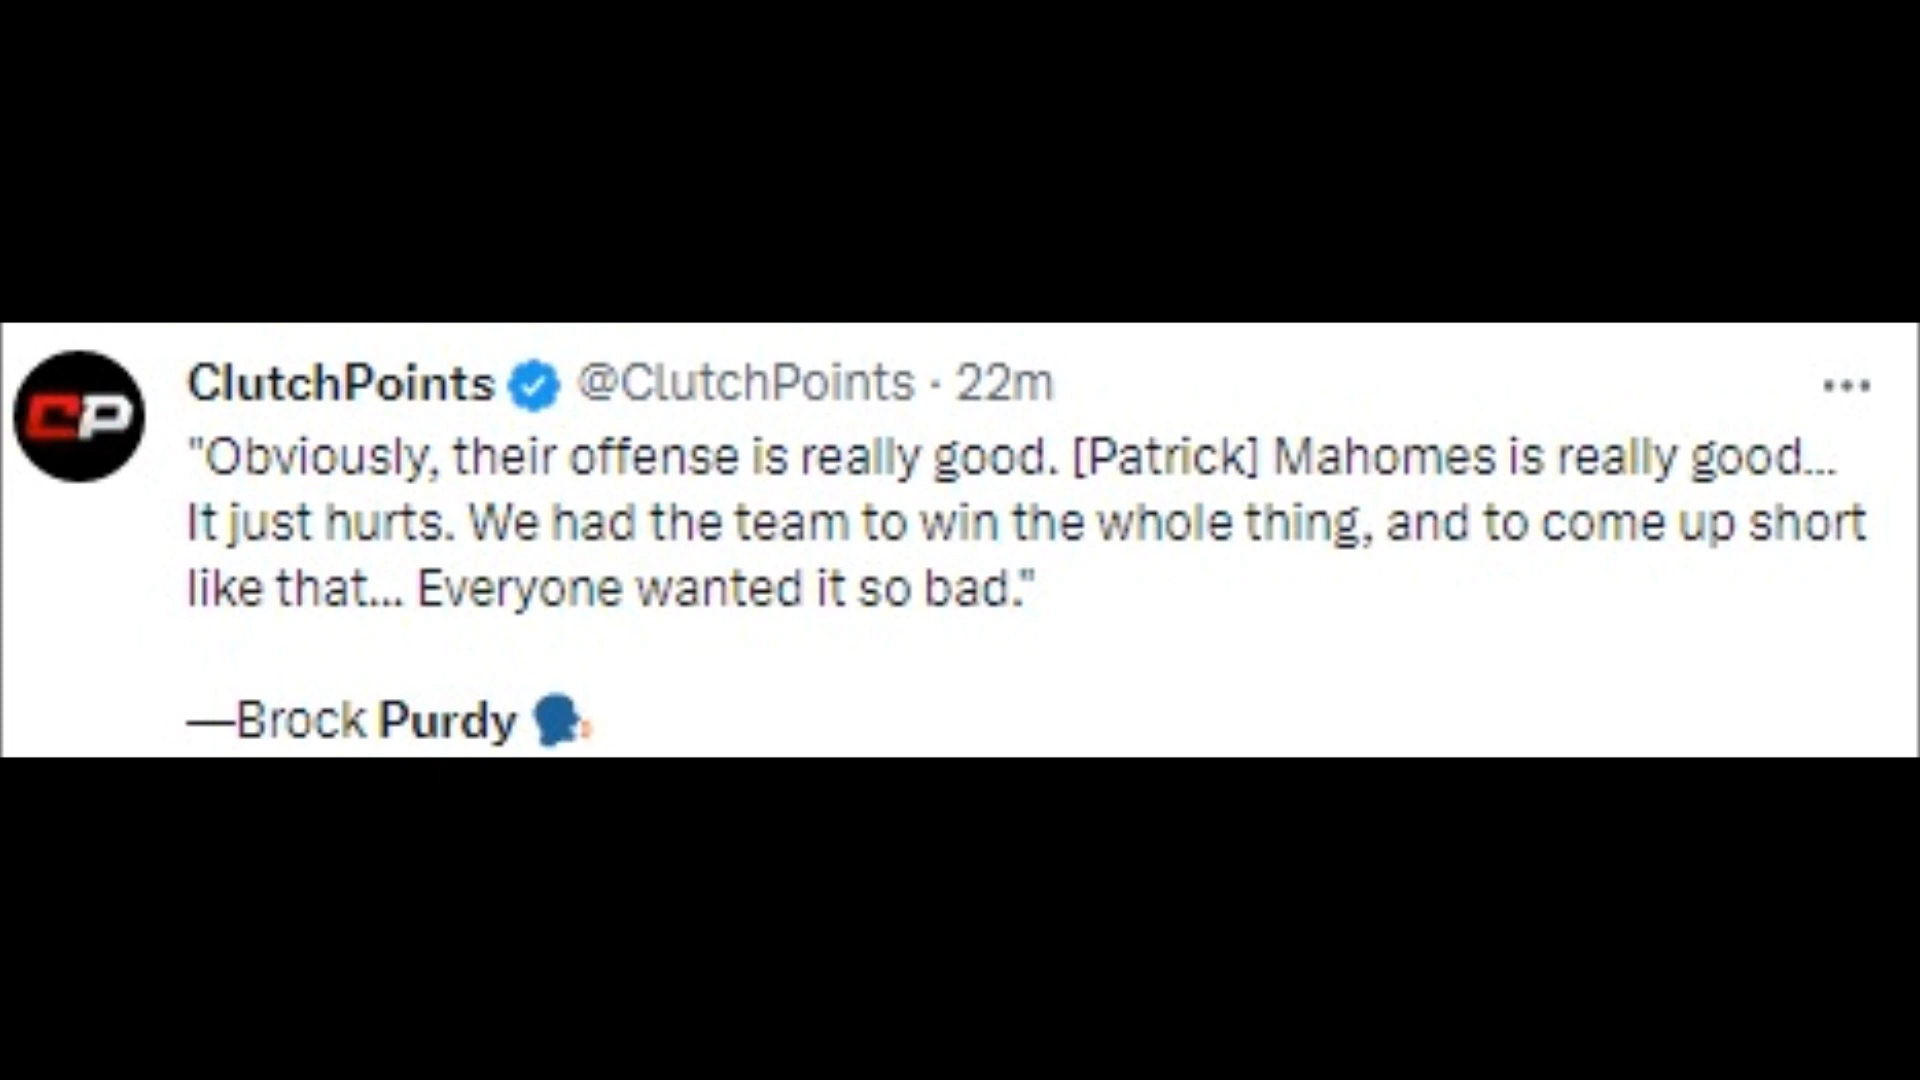 CP
ClutchPoints @ClutchPoints · 22m
"Obviously, their offense is really good. [Patrick] Mahomes is really good...
It just hurts. We had the team to win the whole thing, and to come up short
like that... Everyone wanted it so bad."
—Brock Purdy 🗣️